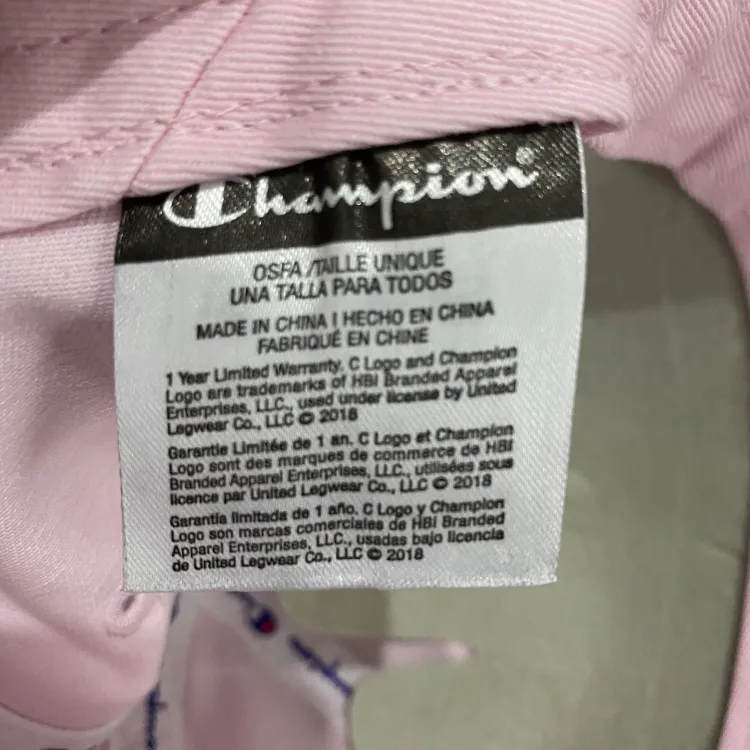 Champion®
OSFA /TAILLE UNIQUE
UNA TALLA PARA TODOS
MADE IN CHINA I HECHO EN CHINA
FABRIQUÉ EN CHINE
1 Year Limited Warranty. C Logo and Champion
Logo are trademarks of HBI Branded Apparel
Enterprises, LLC., used under license by United
Legwear Co., LLC © 2018
Garantie Limitée de 1 an. C Logo et Champion
Logo sont des marques de commerce de HBI
Branded Apparel Enterprises, LLC., utilisées sous
licence par United Legwear Co., LLC © 2018
Garantía limitada de 1 año. C Logo y Champion
Logo son marcas comerciales de HBI Branded
Apparel Enterprises, LLC., usadas bajo licencia
de United Legwear Co., LLC © 2018